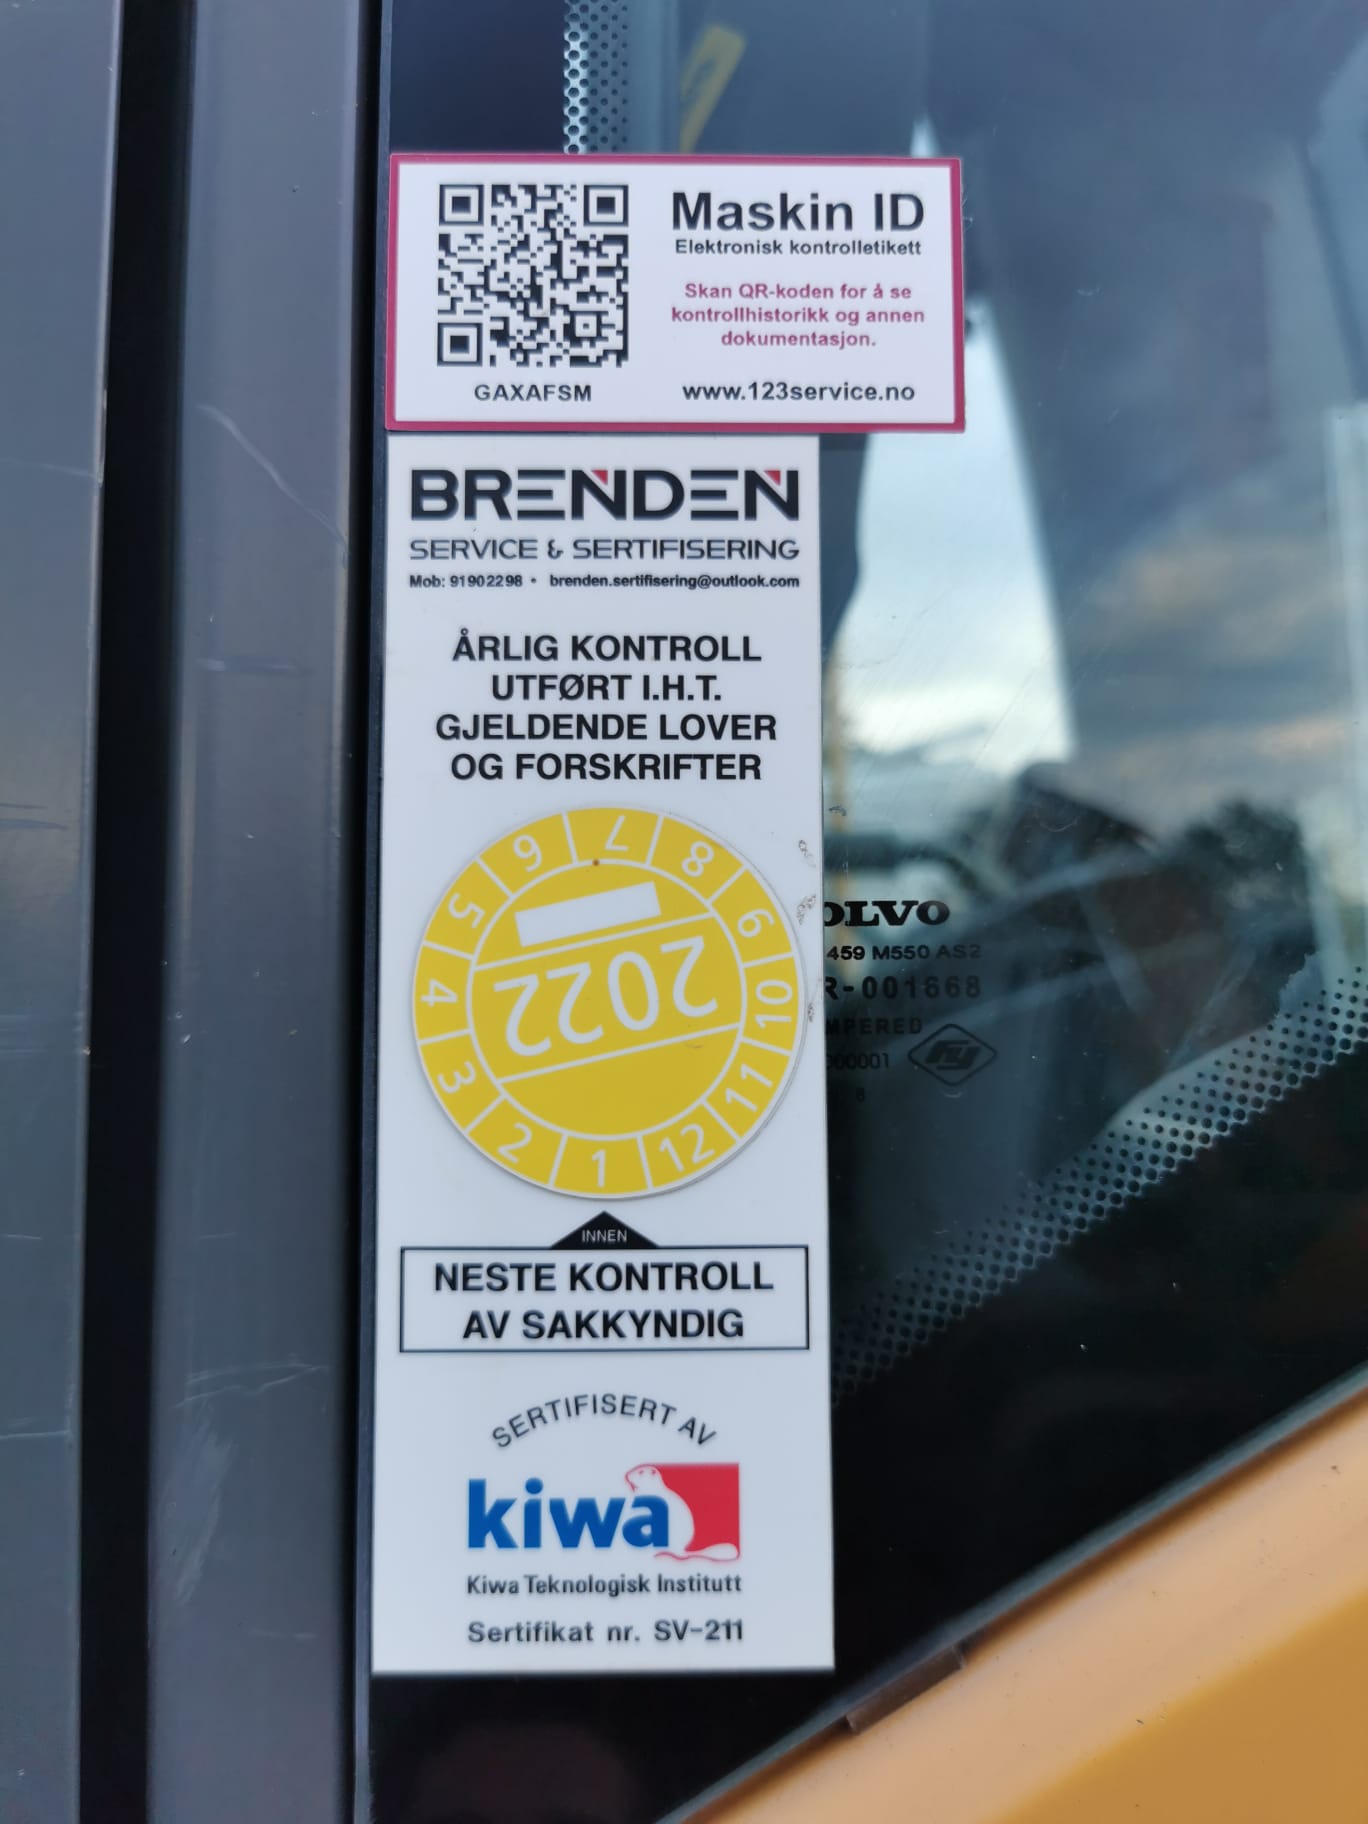 Maskin ID
Elektronisk kontrolletikett
Skan QR-koden for å se
kontrollhistorikk og annen
dokumentasjon.
GAXAFSM
www.123service.no
BRENDEN
SERVICE & SERTIFISERING
Mob: 91902298 • brenden.sertifisering@outlook.com
ÅRLIG KONTROLL
UTFØRT I.H.T.
GJELDENDE LOVER
OG FORSKRIFTER
1 2 3 4 5 6 7 8 9 10 11 12
2022
INNEN
NESTE KONTROLL
AV SAKKYNDIG
SERTIFISERT AV
kiwa
Kiwa Teknologisk Institutt
Sertifikat nr. SV-211
OLVO
459 M550 AS2
R-001668
MPERED
000001